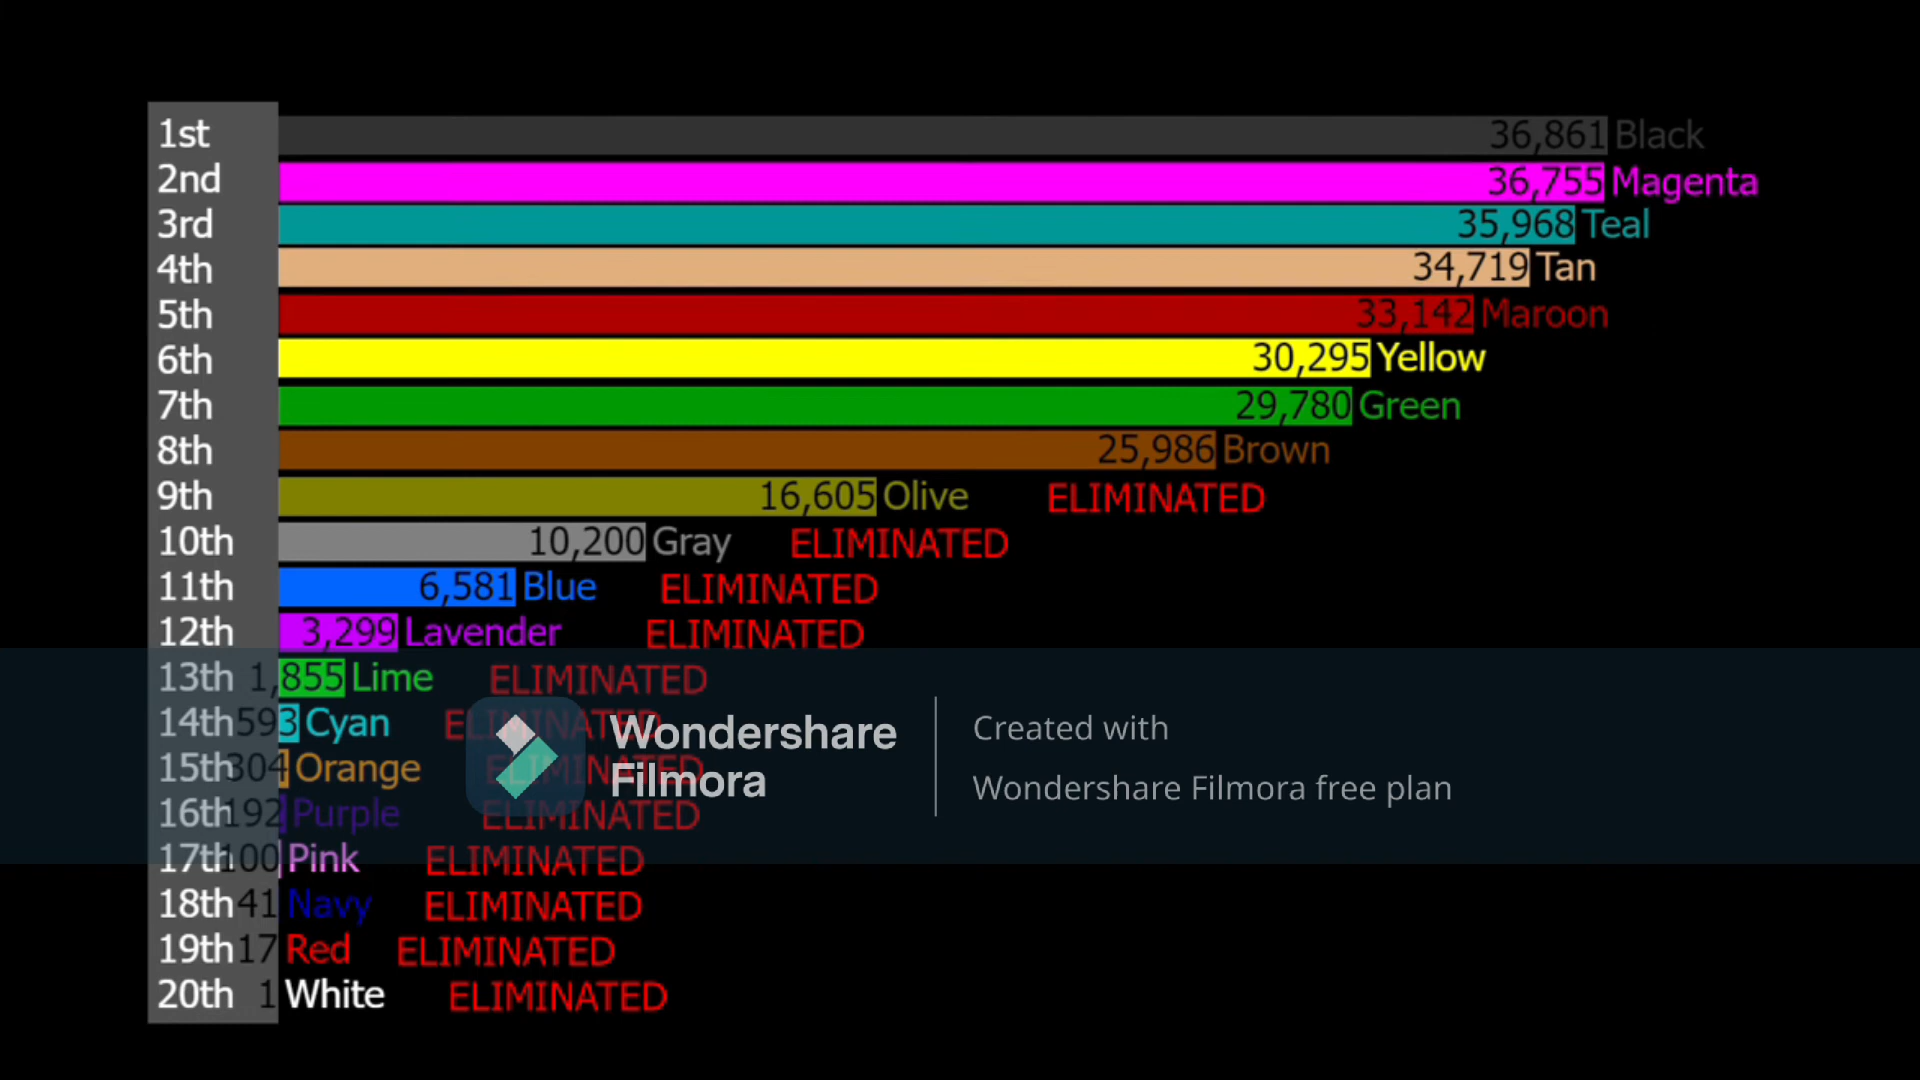 1st 36,861 Black
2nd 36,755 Magenta
3rd 35,968 Teal
4th 34,719 Tan
5th 33,142 Maroon
6th 30,295 Yellow
7th 29,780 Green
8th 25,986 Brown
9th 16,605 Olive ELIMINATED
10th 10,200 Gray ELIMINATED
11th 6,581 Blue ELIMINATED
12th 3,299 Lavender ELIMINATED
13th 1,855 Lime ELIMINATED
14th 593 Cyan ELIMINATED
15th 304 Orange ELIMINATED
16th 192 Purple ELIMINATED
17th 100 Pink ELIMINATED
18th 41 Navy ELIMINATED
19th 17 Red ELIMINATED
20th 1 White ELIMINATED
Wondershare
Filmora
Created with
Wondershare Filmora free plan